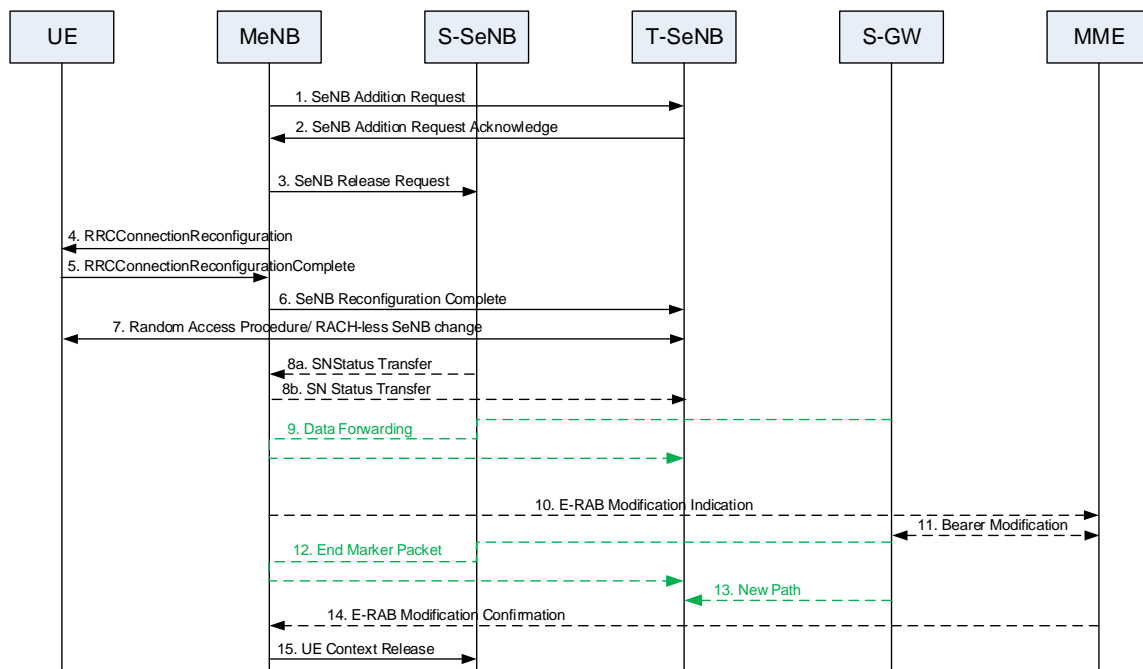 UE
MeNB
S-SeNB
T-SeNB
S-GW
MME
1. SeNB Addition Request
2. SeNB Addition Request Acknowledge
3. SeNB Release Request
4. RRCConnectionReconfiguration
5. RRCConnectionReconfigurationComplete
6. SeNB Reconfiguration Complete
7. Random Access Procedure/ RACH-less SeNB change
8a. SNStatus Transfer
8b. SN Status Transfer
9. Data Forwarding
10. E-RAB Modification Indication
11. Bearer Modification
12. End Marker Packet
13. New Path
14. E-RAB Modification Confirmation
15. UE Context Release